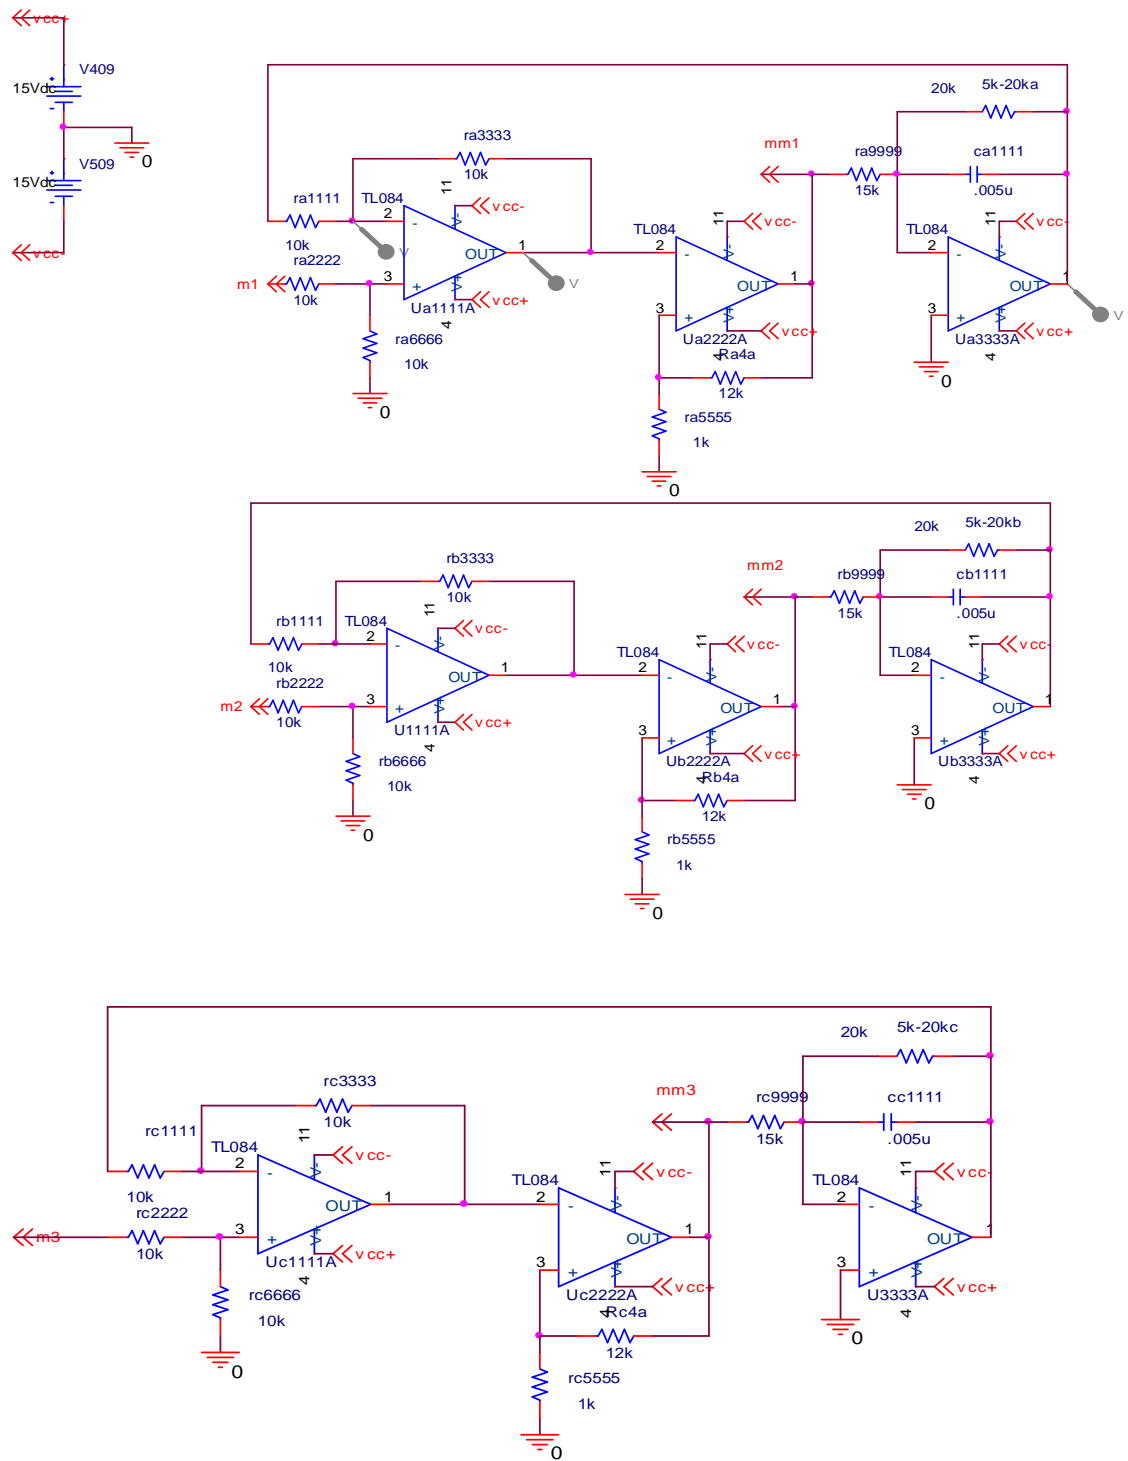 vcc+
V409
15Vdc
+
-
0
V509
15Vdc
+
-
vcc-
20k
5k-20ka
ra3333
10k
mm1
ra9999
15k
ca1111
.005u
ra1111
10k
TL084
11
vcc-
2
-
V-
OUT
1
V
V
ra2222
10k
m1
3
+
V+
vcc+
Ua1111A
4
ra6666
10k
0
TL084
11
vcc-
2
-
V-
OUT
1
3
+
V+
vcc+
Ua2222A
4
Ra4a
12k
ra5555
1k
0
TL084
11
vcc-
2
-
V-
OUT
1
V
3
+
V+
vcc+
Ua3333A
4
0
20k
5k-20kb
rb3333
10k
mm2
rb9999
15k
cb1111
.005u
rb1111
10k
TL084
11
vcc-
2
-
V-
OUT
1
rb2222
10k
m2
3
+
V+
vcc+
U1111A
4
rb6666
10k
0
TL084
11
vcc-
2
-
V-
OUT
1
3
+
V+
vcc+
Ub2222A
4
Rb4a
12k
rb5555
1k
0
TL084
11
vcc-
2
-
V-
OUT
1
3
+
V+
vcc+
Ub3333A
4
0
20k
5k-20kc
rc3333
10k
mm3
rc9999
15k
cc1111
.005u
rc1111
10k
TL084
11
vcc-
2
-
V-
OUT
1
rc2222
10k
m3
3
+
V+
vcc+
Uc1111A
4
rc6666
10k
0
TL084
11
vcc-
2
-
V-
OUT
1
3
+
V+
vcc+
Uc2222A
4
Rc4a
12k
rc5555
1k
0
TL084
11
vcc-
2
-
V-
OUT
1
3
+
V+
vcc+
U3333A
4
0